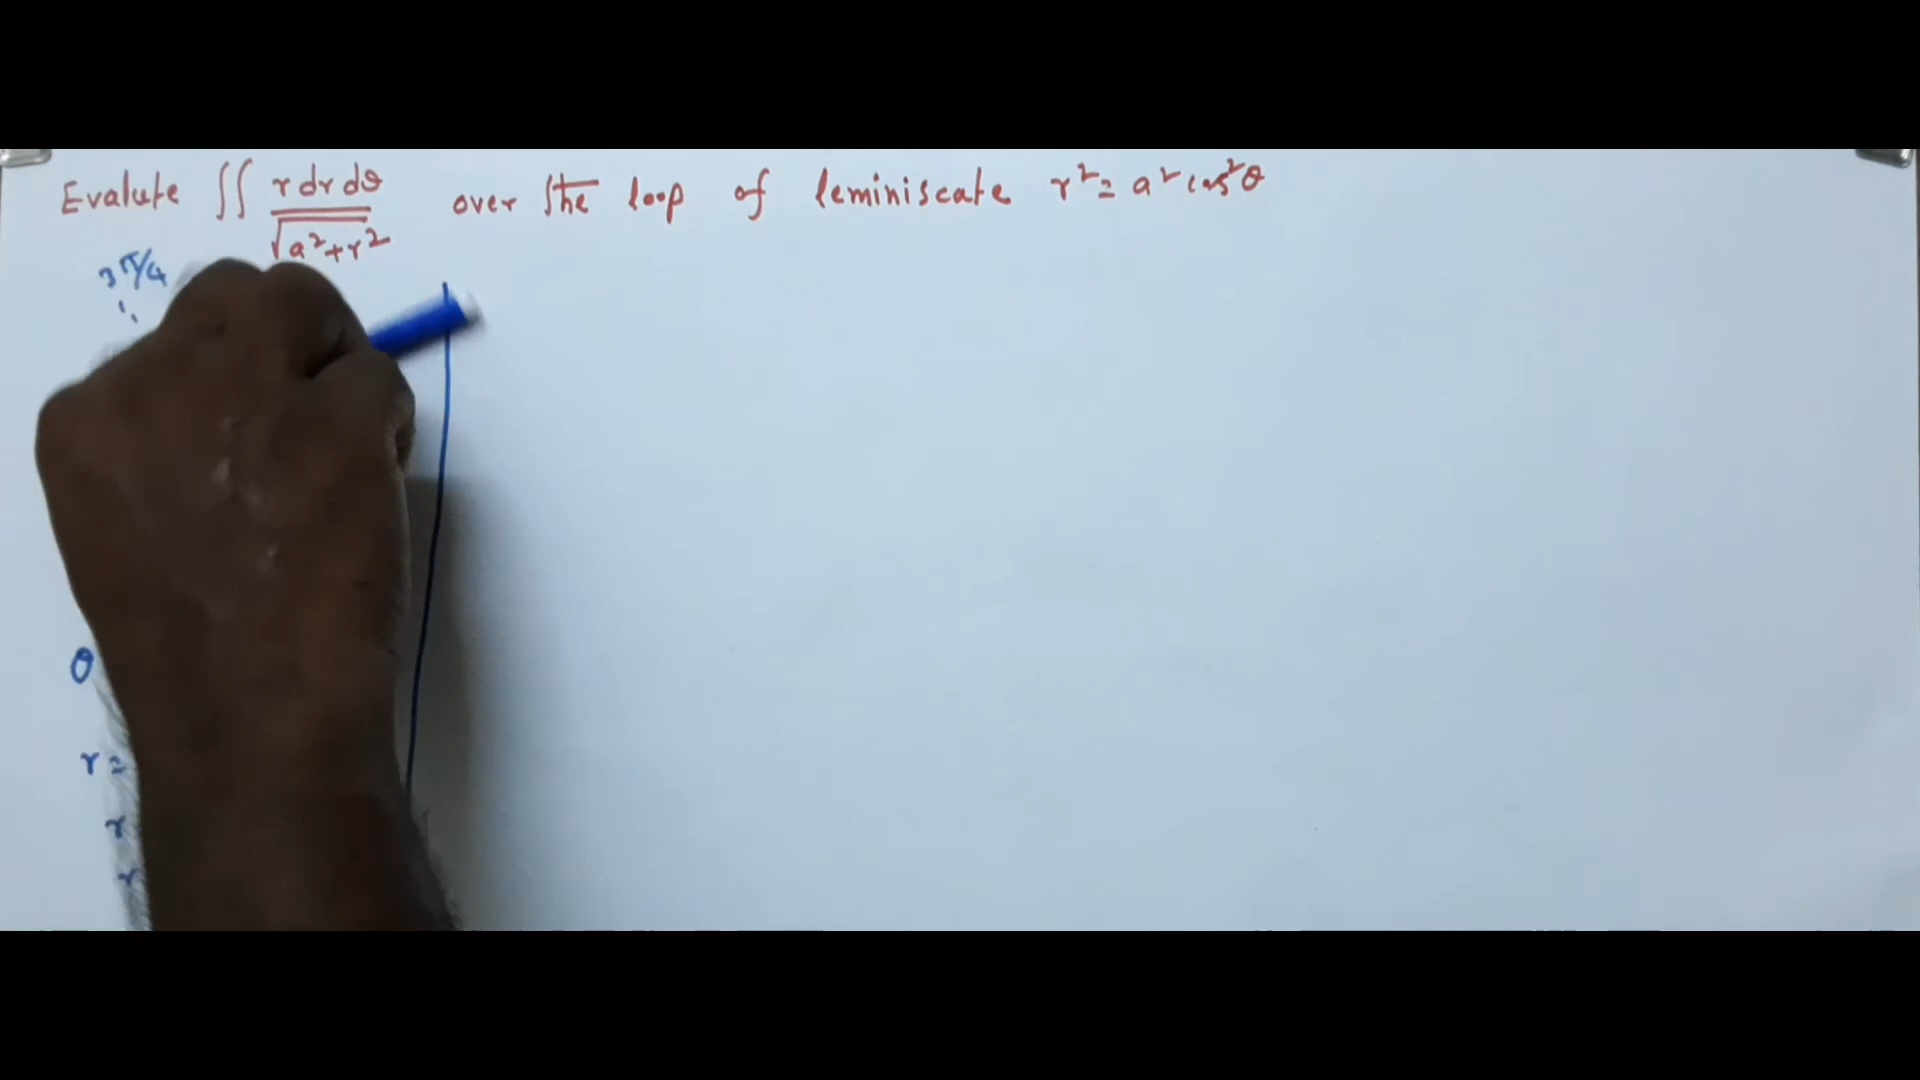 Evalute ∫∫ r dr dθ / √a²+r² over the loop of leminiscate r² = a² cos²θ
3π/4
θ
r =
r
r